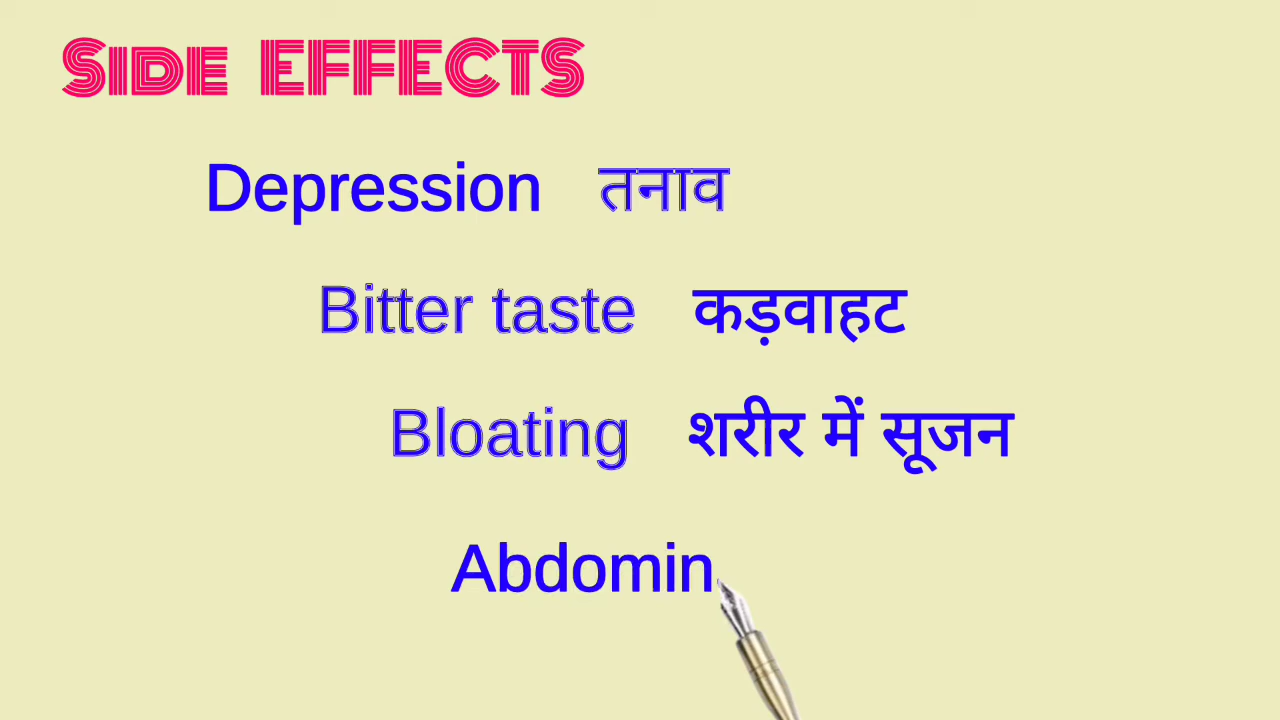 Side EFFECTS
Depression तनाव
Bitter taste कड़वाहट
Bloating शरीर में सूजन
Abdomin